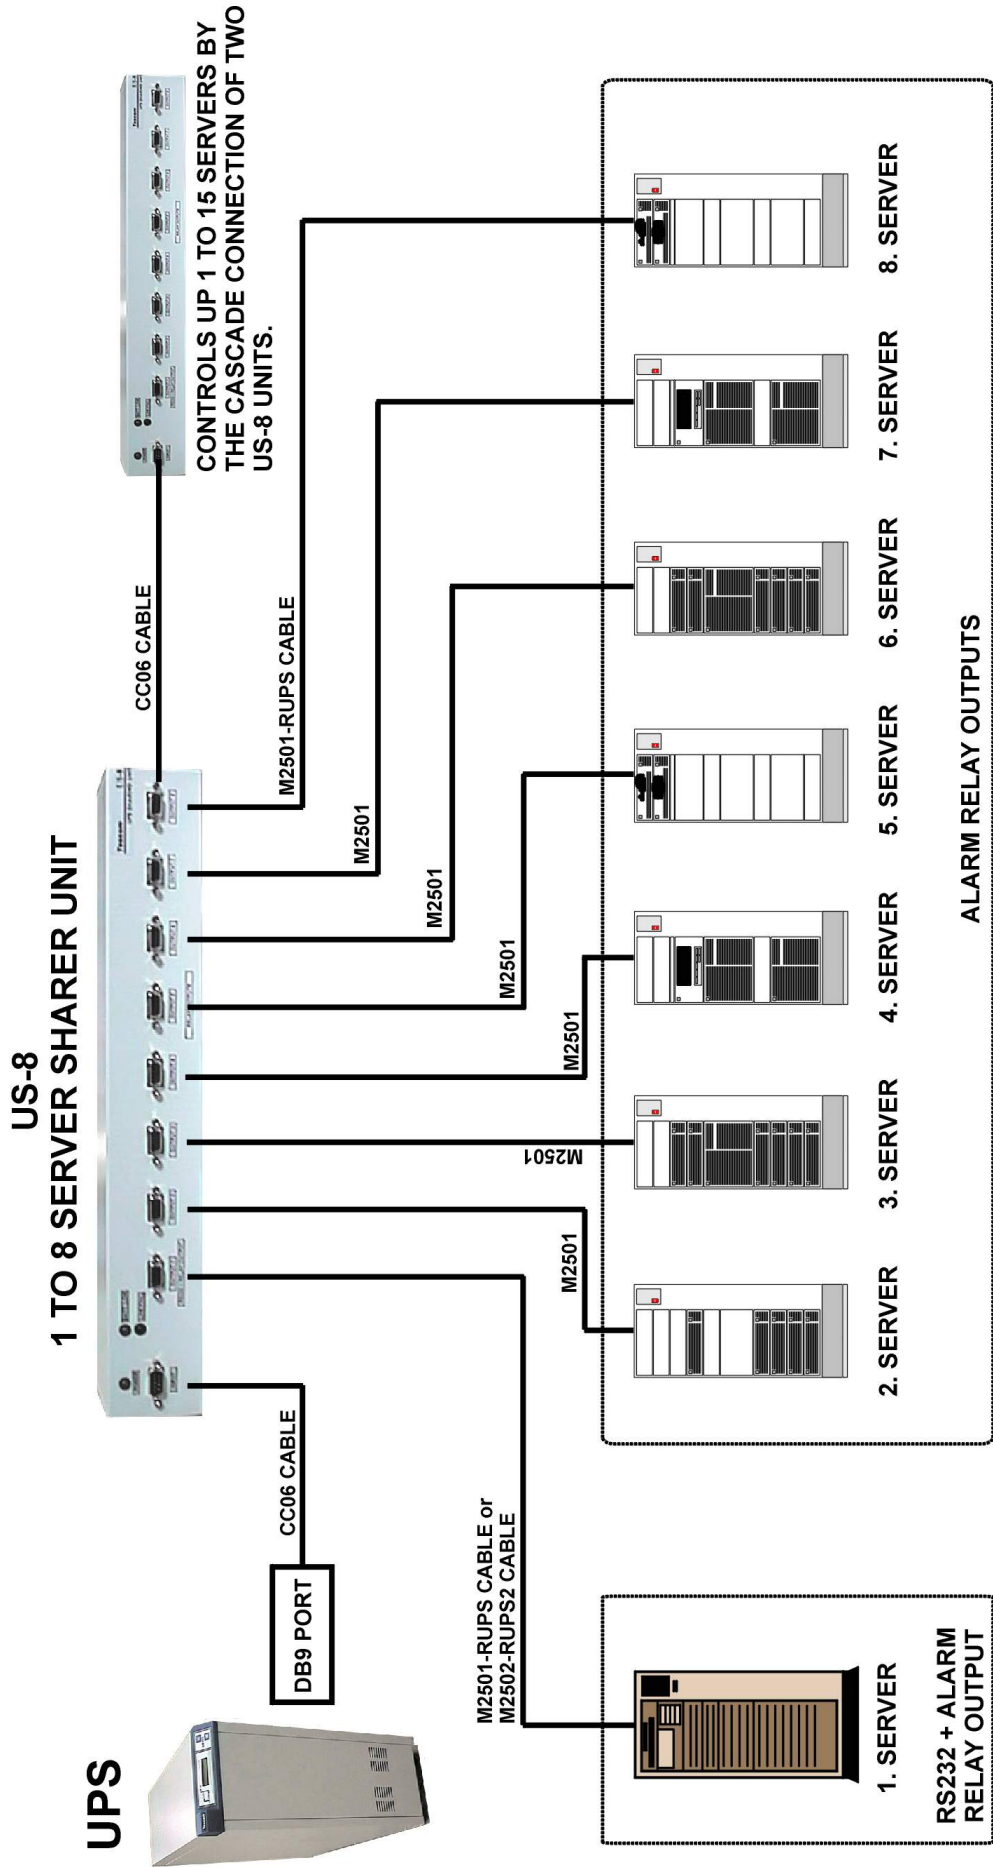 US-8
1 TO 8 SERVER SHARER UNIT
UPS
DB9 PORT
CC06 CABLE
CC06 CABLE
CONTROLS UP 1 TO 15 SERVERS BY
THE CASCADE CONNECTION OF TWO
US-8 UNITS.
M2501-RUPS CABLE or
M2502-RUPS2 CABLE
M2501
M2501
M2501
M2501
M2501
M2501
M2501-RUPS CABLE
1. SERVER
RS232 + ALARM
RELAY OUTPUT
2. SERVER
3. SERVER
4. SERVER
5. SERVER
6. SERVER
7. SERVER
8. SERVER
ALARM RELAY OUTPUTS